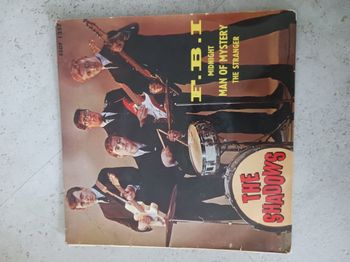 F.B.I
MIDNIGHT
MAN OF MYSTERY
THE STRANGER
THE
SHADOWS